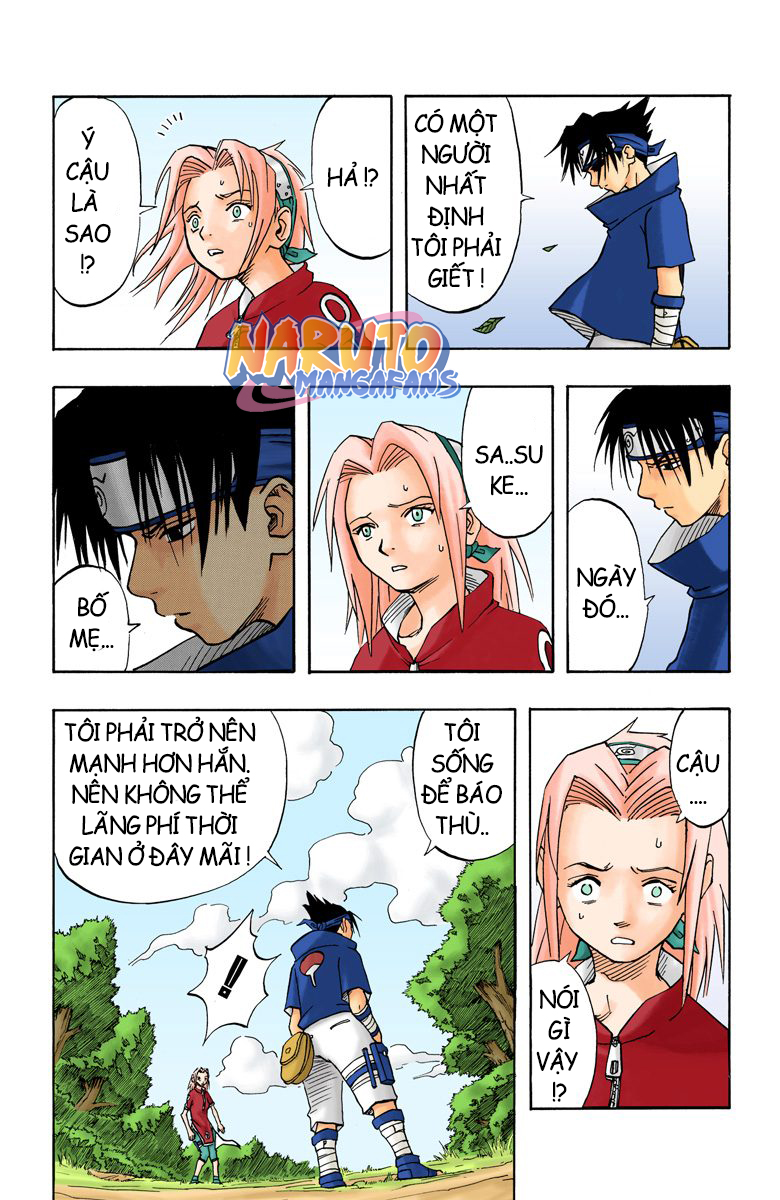 CÓ MỘT
NGƯỜI
NHẤT
ĐỊNH
TÔI PHẢI
GIẾT !
HẢ !?
Ý
CẬU
LÀ
SAO
!?
NARUTO
MANGAFANS
NGÀY
ĐÓ...
SA..SU
KE...
BỐ
MẸ...
CẬU
....
NÓI
GÌ
VẬY
!?
TÔI
SỐNG
ĐỂ BÁO
THÙ..
TÔI PHẢI TRỞ NÊN
MẠNH HƠN HẮN.
NÊN KHÔNG THỂ
LÃNG PHÍ THỜI
GIAN Ở ĐÂY MÃI !
!